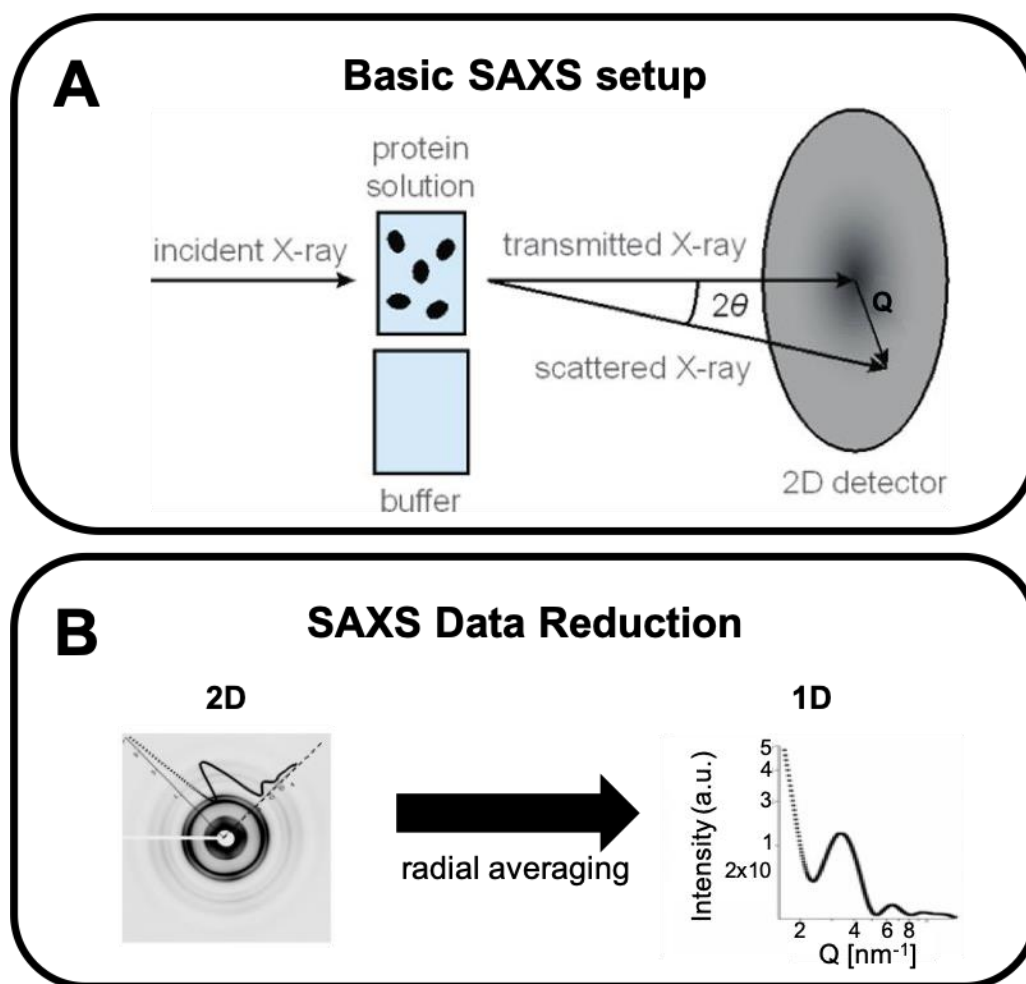 A
Basic SAXS setup
protein
solution
incident X-ray
transmitted X-ray
2θ
Q
scattered X-ray
buffer
2D detector
B
SAXS Data Reduction
2D
1D
radial averaging
Intensity (a.u.)
5
4
3
1
2x10
2 4 6 8
Q [nm⁻¹]